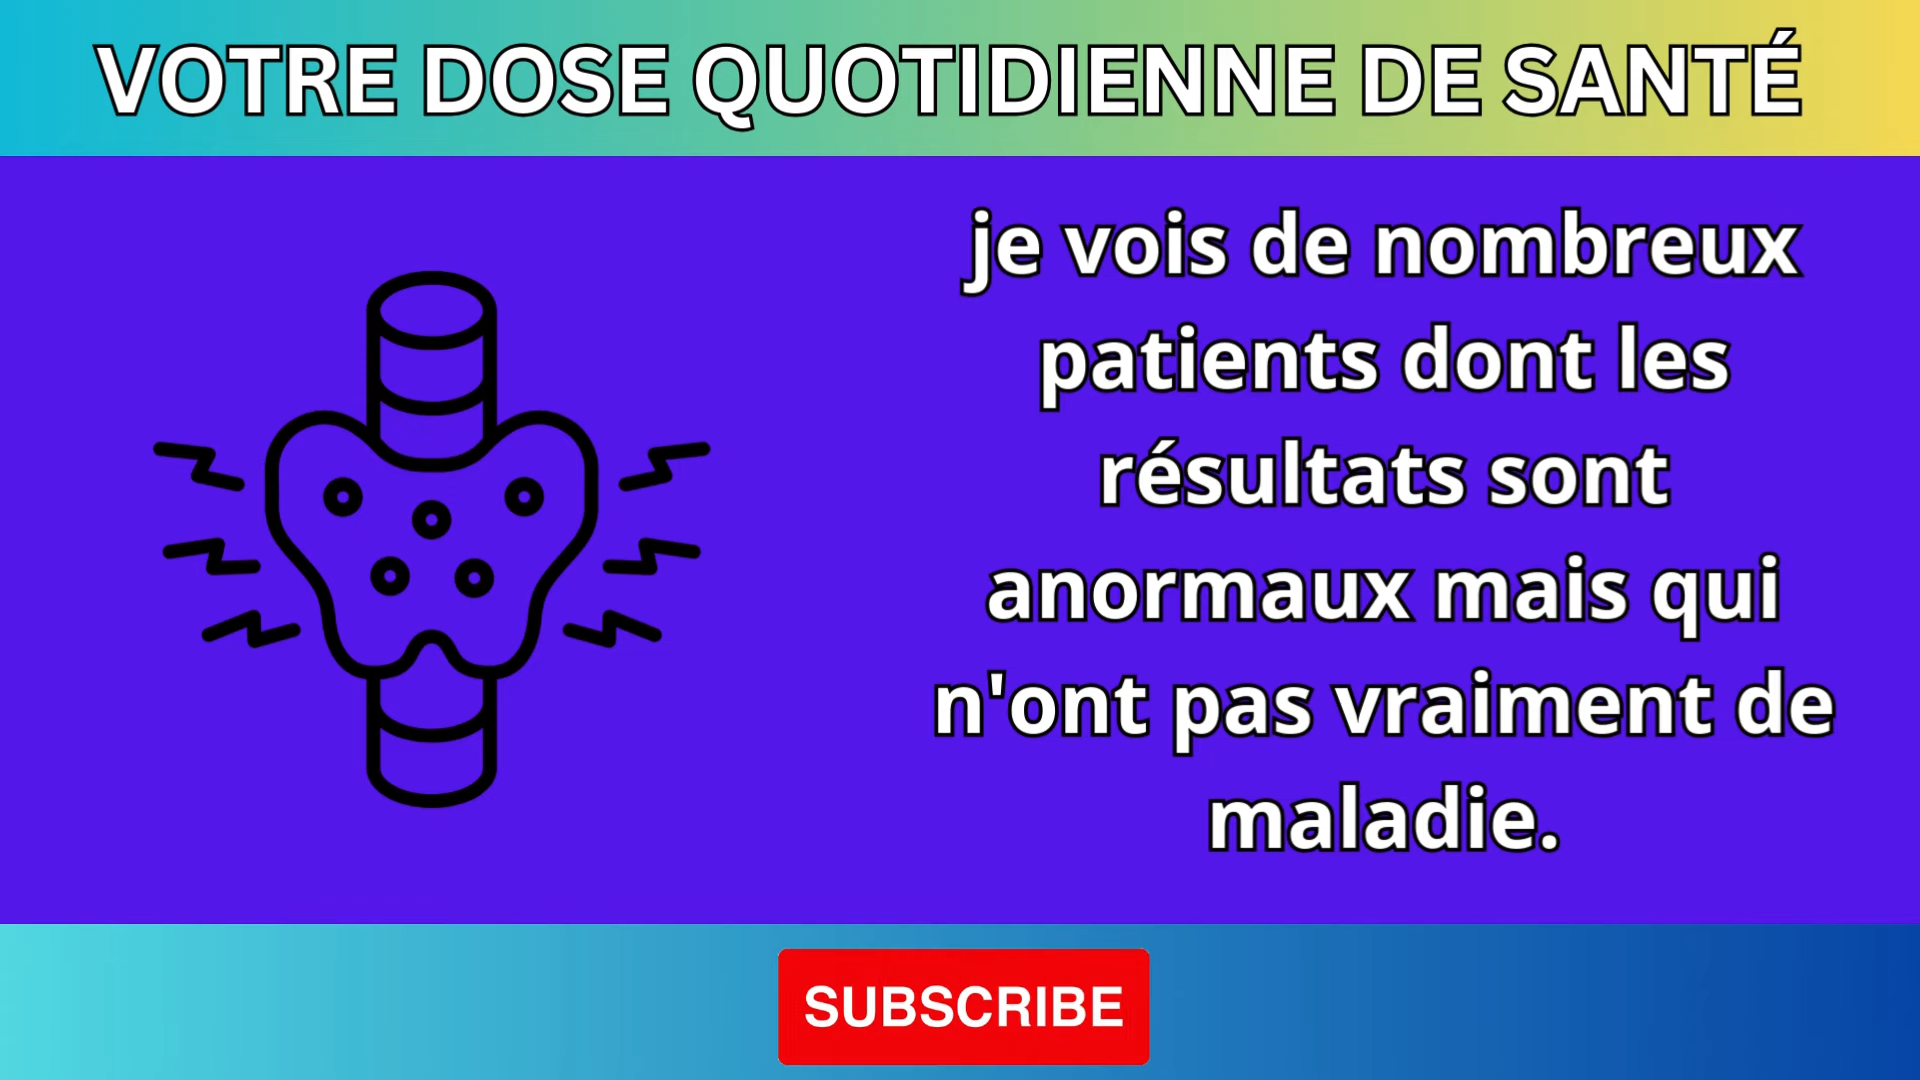 VOTRE DOSE QUOTIDIENNE DE SANTÉ
je vois de nombreux
patients dont les
résultats sont
anormaux mais qui
n'ont pas vraiment de
maladie.
SUBSCRIBE